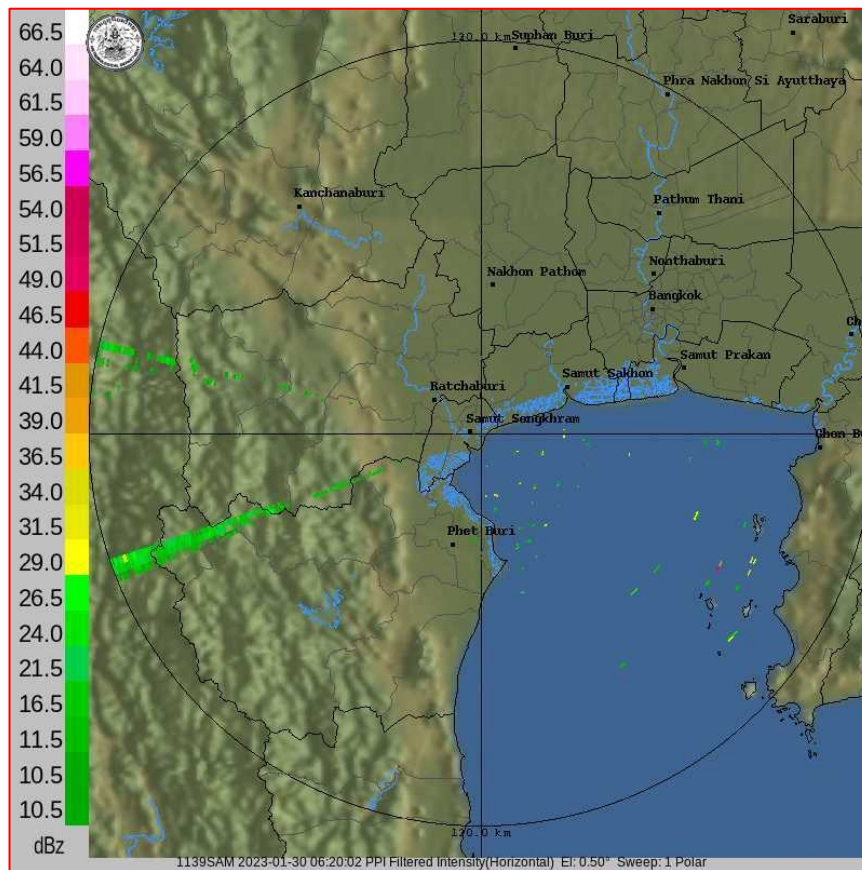 66.5
64.0
61.5
59.0
56.5
54.0
51.5
49.0
46.5
44.0
41.5
39.0
36.5
34.0
31.5
29.0
26.5
24.0
21.5
16.5
11.5
10.5
10.5
dBz
120.0 km
Suphan Buri
Saraburi
Phra Nakhon Si Ayutthaya
Kanchanaburi
Pathum Thani
Nonthaburi
Nakhon Pathom
Bangkok
Ch
Samut Prakan
Samut Sakhon
Ratchaburi
Samut Songkhram
Chon Bu
Phet Buri
120.0 km
1139SAM 2023-01-30 06:20:02 PPI Filtered Intensity(Horizontal) El: 0.50° Sweep: 1 Polar